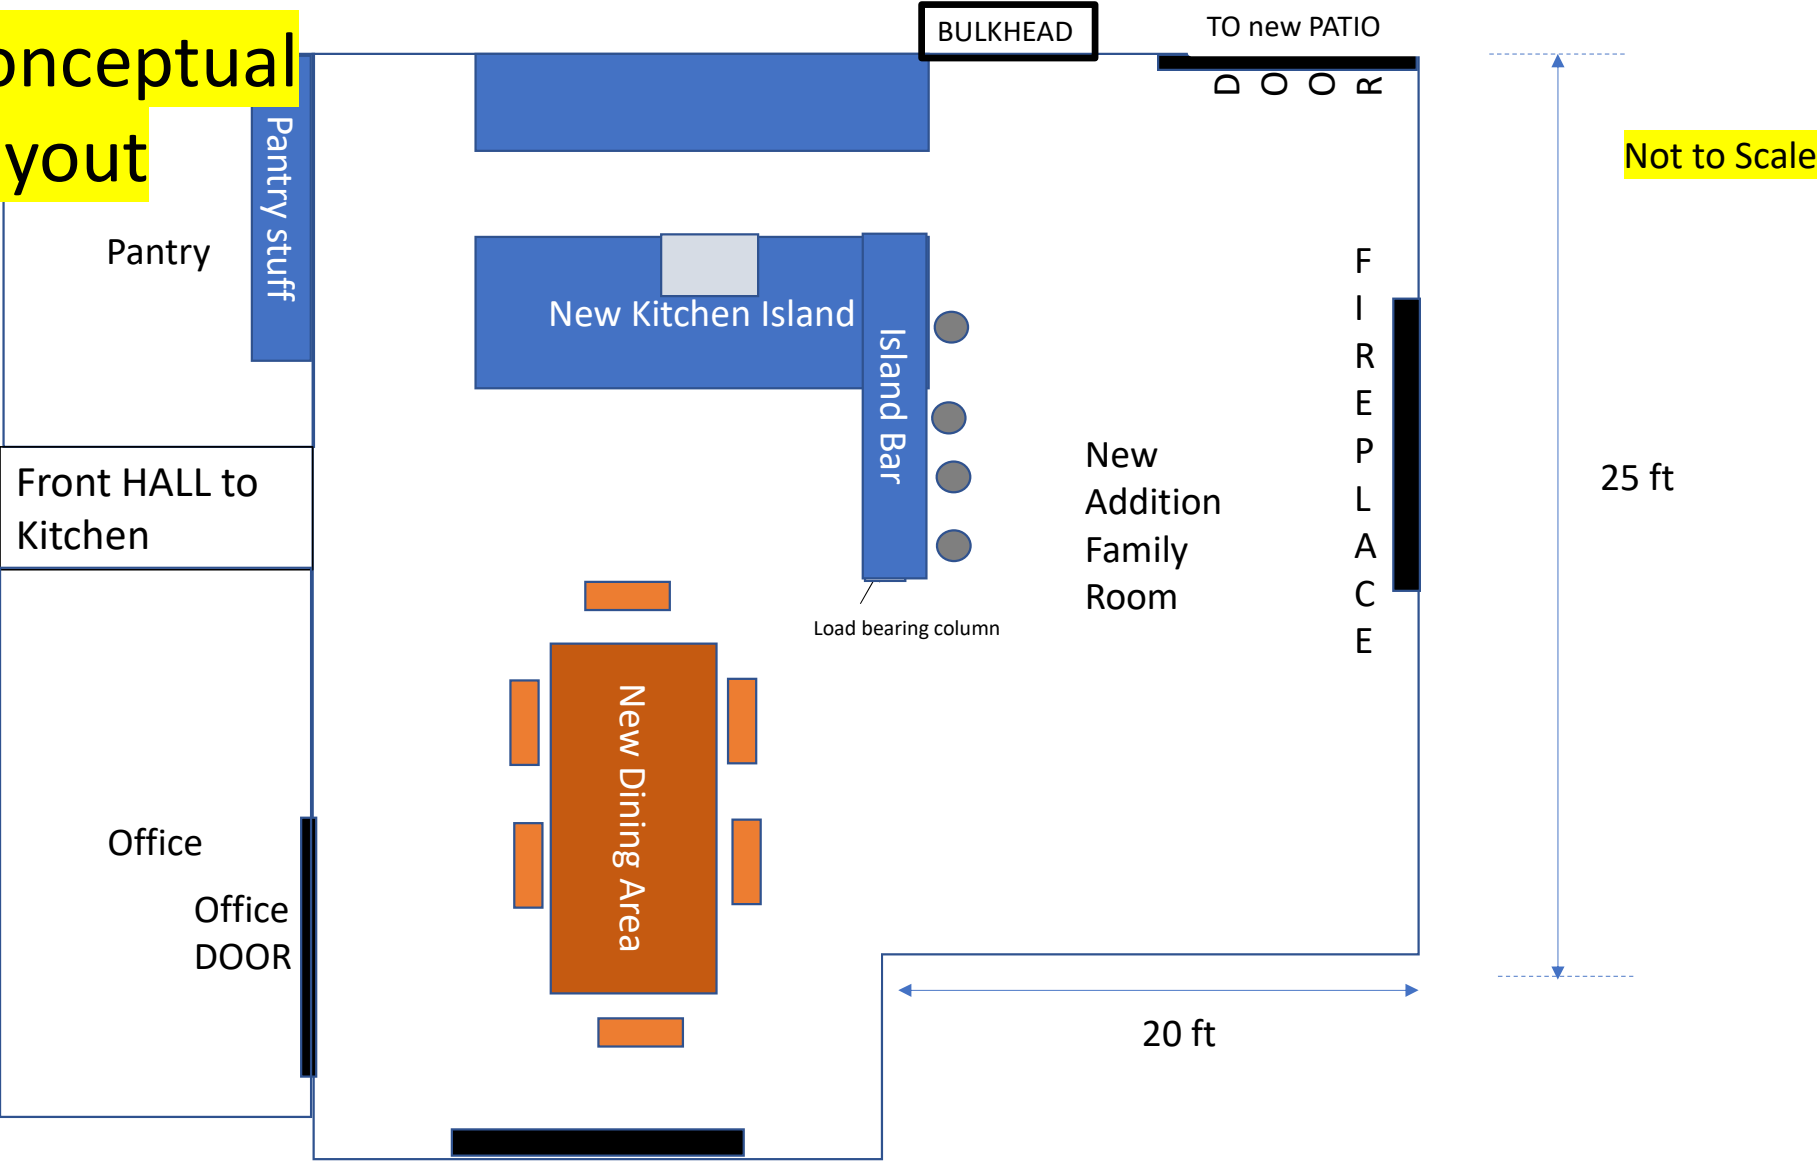 onceptual
yout
BULKHEAD
TO new PATIO
DOOR
Not to Scale
Pantry stuff
Pantry
New Kitchen Island
Island Bar
FIREPLACE
Front HALL to
Kitchen
New
Addition
Family
Room
25 ft
Load bearing column
New Dining Area
Office
Office
DOOR
20 ft